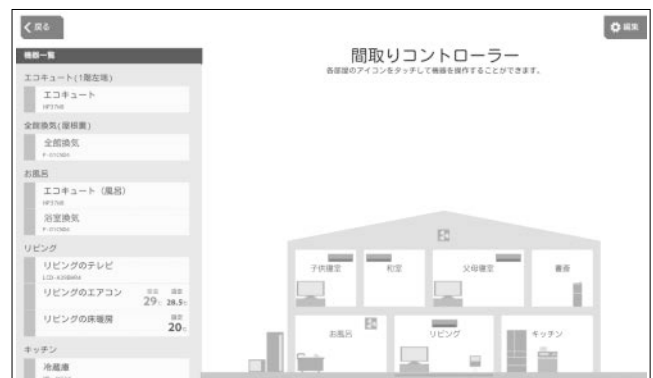 戻る
編集
機器一覧
間取りコントローラー
各部屋のアイコンをタッチして機器を操作することができます。
エコキュート(1階左端)
エコキュート
HP37HE
全館換気(屋根裏)
全館換気
お風呂
エコキュート（風呂）
HP37HE
浴室換気
リビング
リビングのテレビ
リビングのエアコン
29℃ 28.5℃
リビングの床暖房
設定
20℃
キッチン
冷蔵庫
子供寝室
和室
父母寝室
書斎
お風呂
リビング
キッチン